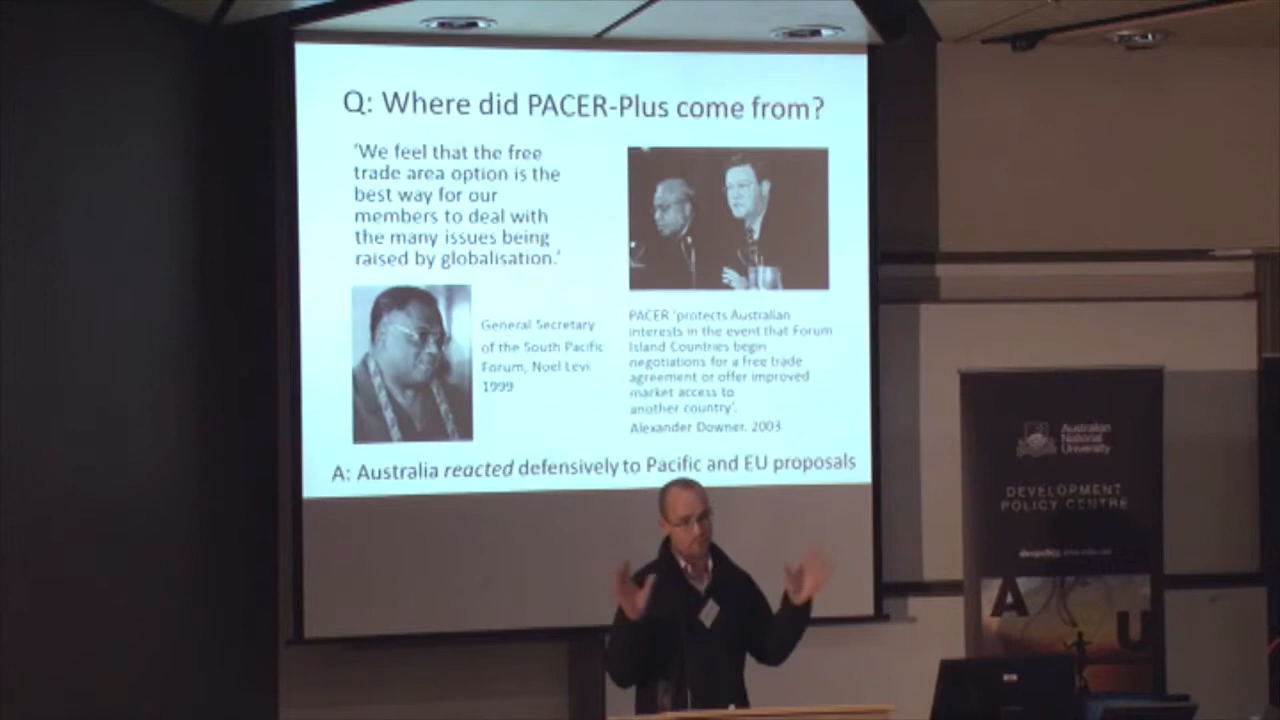 Q: Where did PACER-Plus come from?
'We feel that the free
trade area option is the
best way for our
members to deal with
the many issues being
raised by globalisation.'
General Secretary
of the South Pacific
Forum, Noel Levi
1999
PACER 'protects Australian
interests in the event that Forum
Island Countries begin
negotiations for a free trade
agreement or offer improved
market access to
another country'.
Alexander Downer. 2003
A: Australia reacted defensively to Pacific and EU proposals
Australian
National
University
DEVELOPMENT
POLICY CENTRE
A
U